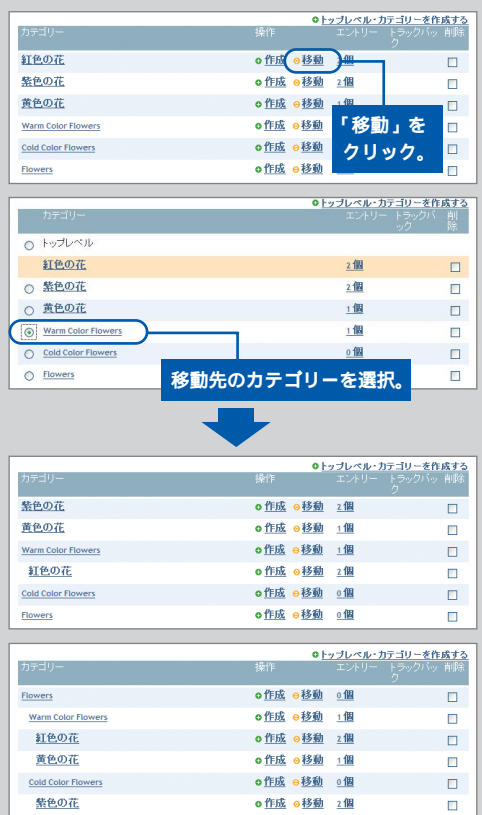 トップレベル・カテゴリーを作成する
カテゴリー 操作 エントリー トラックバック 削除
紅色の花 作成 移動 個
紫色の花 作成 移動 2個
黄色の花 作成 移動 1個
Warm Color Flowers 作成 移動
Cold Color Flowers 作成 移動
Flowers 作成 移動
「移動」を
クリック。
トップレベル・カテゴリーを作成する
カテゴリー エントリー トラックバック 削除
トップレベル
紅色の花 2個
紫色の花 2個
黄色の花 1個
Warm Color Flowers 1個
Cold Color Flowers 0個
Flowers
移動先のカテゴリーを選択。
トップレベル・カテゴリーを作成する
カテゴリー 操作 エントリー トラックバック 削除
紫色の花 作成 移動 2個
黄色の花 作成 移動 1個
Warm Color Flowers 作成 移動 1個
紅色の花 作成 移動 2個
Cold Color Flowers 作成 移動 0個
Flowers 作成 移動 0個
トップレベル・カテゴリーを作成する
カテゴリー 操作 エントリー トラックバック 削除
Flowers 作成 移動 0個
Warm Color Flowers 作成 移動 1個
紅色の花 作成 移動 2個
黄色の花 作成 移動 1個
Cold Color Flowers 作成 移動 0個
紫色の花 作成 移動 2個